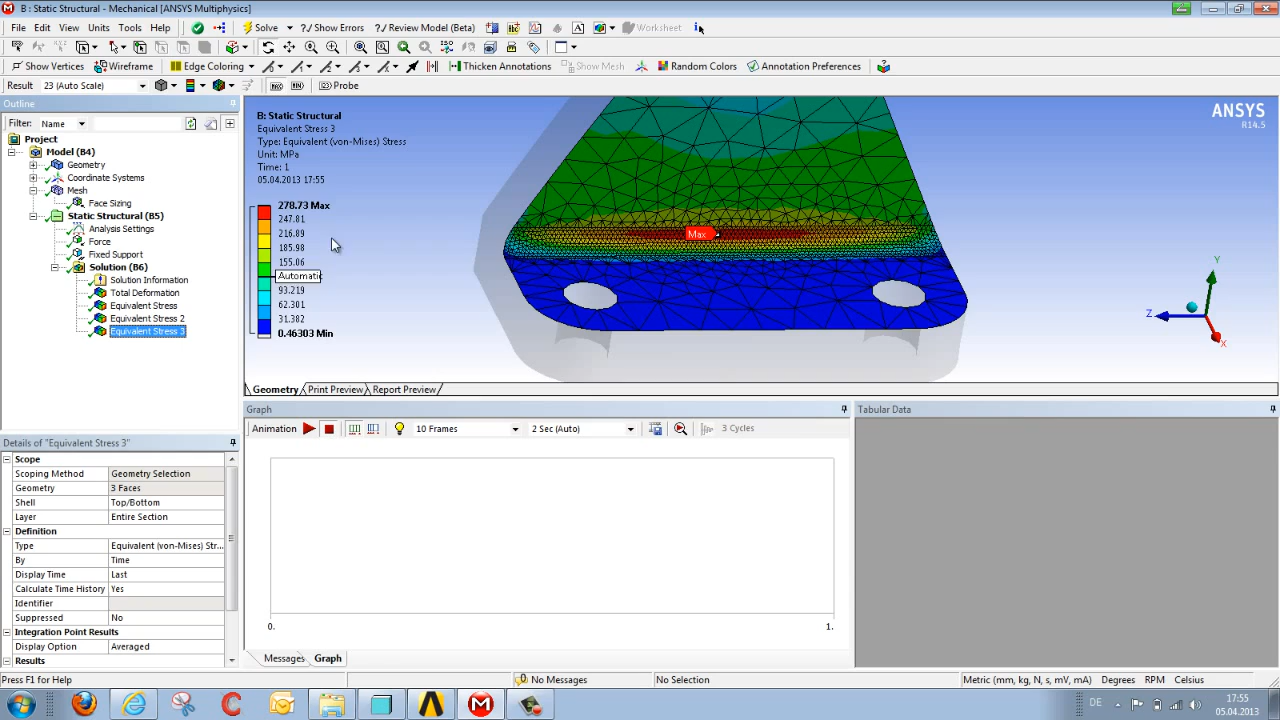 B : Static Structural - Mechanical [ANSYS Multiphysics]
File Edit View Units Tools Help Solve ?/ Show Errors ?/ Review Model (Beta) Worksheet
Show Vertices Wireframe Edge Coloring Thicken Annotations Show Mesh Random Colors Annotation Preferences
Result 23 (Auto Scale) Probe
Outline
Filter: Name
Project
Model (B4)
Geometry
Coordinate Systems
Mesh
Face Sizing
Static Structural (B5)
Analysis Settings
Force
Fixed Support
Solution (B6)
Solution Information
Total Deformation
Equivalent Stress
Equivalent Stress 2
Equivalent Stress 3
B: Static Structural
Equivalent Stress 3
Type: Equivalent (von-Mises) Stress
Unit: MPa
Time: 1
05.04.2013 17:55
278.73 Max
247.81
216.89
185.98
155.06
Automatic
93.219
62.301
31.382
0.46303 Min
Max
ANSYS
R14.5
Y
Z
X
Geometry Print Preview Report Preview
Details of "Equivalent Stress 3"
Scope
Scoping Method Geometry Selection
Geometry 3 Faces
Shell Top/Bottom
Layer Entire Section
Definition
Type Equivalent (von-Mises) Str...
By Time
Display Time Last
Calculate Time History Yes
Identifier
Suppressed No
Integration Point Results
Display Option Averaged
Results
Graph
Animation 10 Frames 2 Sec (Auto) 3 Cycles
0. 1.
Messages Graph
Tabular Data
Press F1 for Help No Messages No Selection Metric (mm, kg, N, s, mV, mA) Degrees RPM Celsius
DE 17:55
05.04.2013